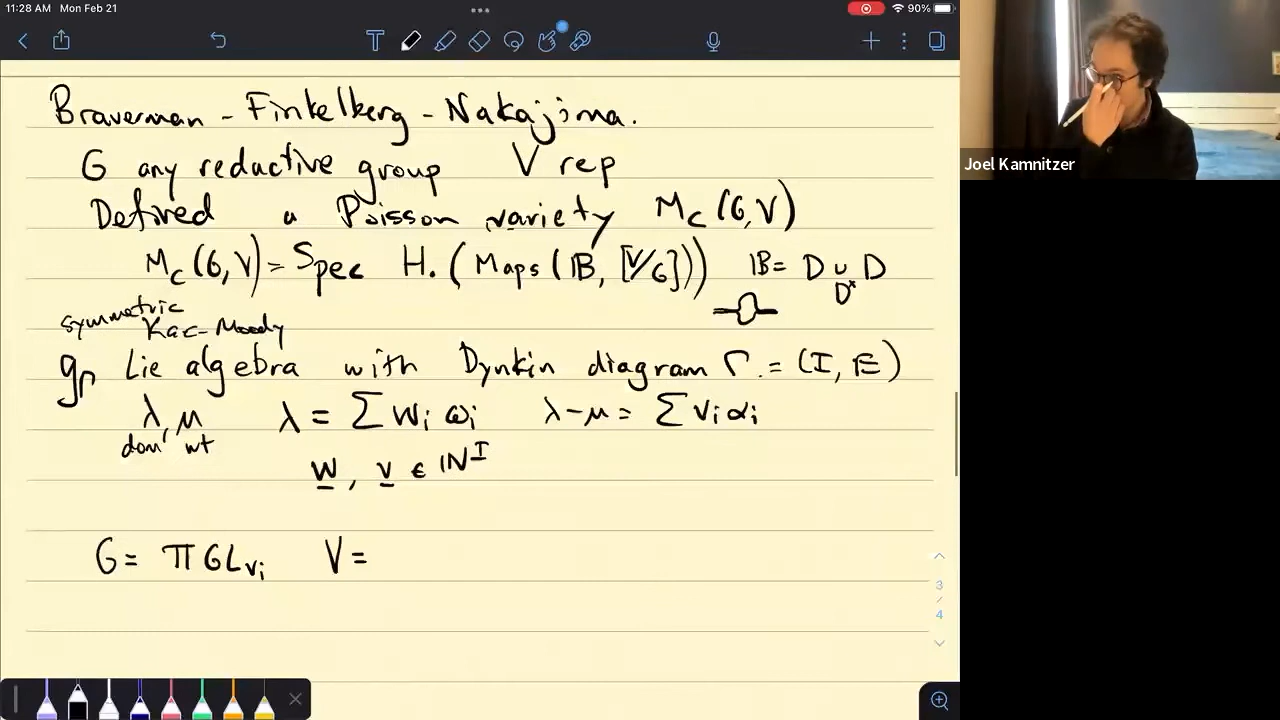 11:28 AM Mon Feb 21
90%
Braverman - Finkelberg - Nakajima.
G any reductive group V rep
Defined a Poisson variety M_C(G,V)
M_C(G,V) = Spec H.(Maps(𝔹, [V/G])) 𝔹 = D ∪_{D^x} D
symmetric Kac-Moody
g_Γ Lie algebra with Dynkin diagram Γ. = (I, E)
λ, μ λ = Σ w_i ω_i λ-μ = Σ v_i α_i
dom' wt
w, v ∈ ℕ^I
G = π GL_{v_i} V =
3
/
4
Joel Kamnitzer